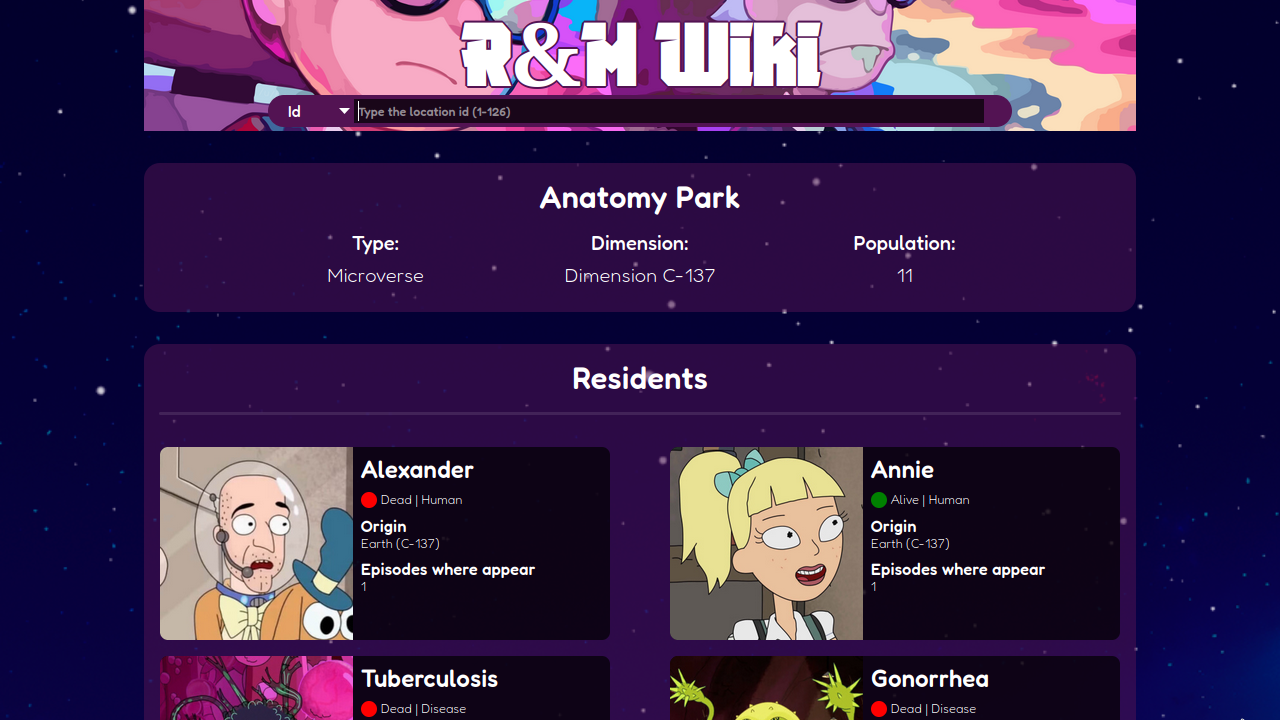 R&M Wiki
Id
Type the location id (1-126)
Anatomy Park
Type:
Dimension:
Population:
Microverse
Dimension C-137
11
Residents
Alexander
Dead | Human
Origin
Earth (C-137)
Episodes where appear
1
Annie
Alive | Human
Origin
Earth (C-137)
Episodes where appear
1
Tuberculosis
Dead | Disease
Gonorrhea
Dead | Disease